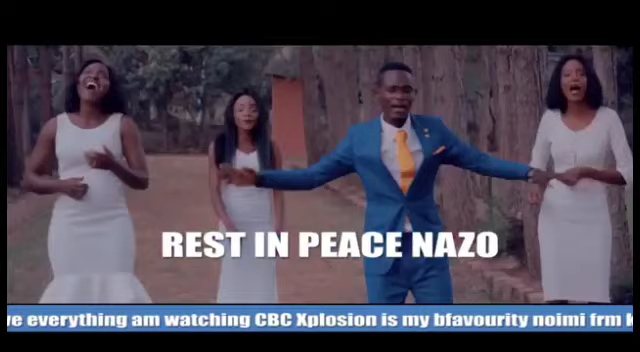 REST IN PEACE NAZO
everything am watching CBC Xplosion is my bfavourity noimi frm